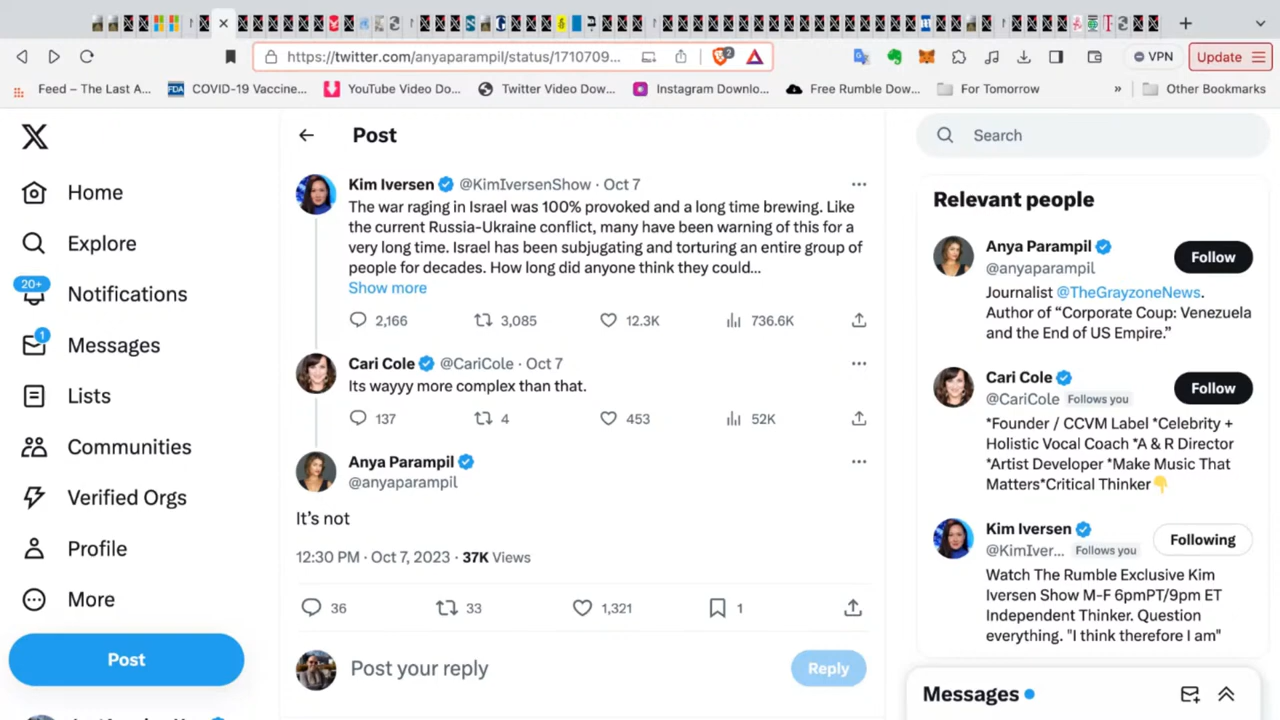 https://twitter.com/anyaparampil/status/1710709...
2
VPN
Update
Feed – The Last A...
COVID-19 Vaccine...
YouTube Video Do...
Twitter Video Dow...
Instagram Downlo...
Free Rumble Dow...
For Tomorrow
»
Other Bookmarks
Home
Explore
20+
Notifications
1
Messages
Lists
Communities
Verified Orgs
Profile
More
Post
Post
Kim Iversen @KimIversenShow · Oct 7
The war raging in Israel was 100% provoked and a long time brewing. Like
the current Russia-Ukraine conflict, many have been warning of this for a
very long time. Israel has been subjugating and torturing an entire group of
people for decades. How long did anyone think they could...
Show more
2,166 3,085 12.3K 736.6K
Cari Cole @CariCole · Oct 7
Its wayyy more complex than that.
137 4 453 52K
Anya Parampil
@anyaparampil
It’s not
12:30 PM · Oct 7, 2023 · 37K Views
36 33 1,321 1
Post your reply
Reply
Search
Relevant people
Anya Parampil
@anyaparampil
Follow
Journalist @TheGrayzoneNews.
Author of “Corporate Coup: Venezuela
and the End of US Empire.”
Cari Cole
@CariCole Follows you
Follow
*Founder / CCVM Label *Celebrity +
Holistic Vocal Coach *A & R Director
*Artist Developer *Make Music That
Matters*Critical Thinker👇
Kim Iversen
@KimIver... Follows you
Following
Watch The Rumble Exclusive Kim
Iversen Show M-F 6pmPT/9pm ET
Independent Thinker. Question
everything. "I think therefore I am"
Messages